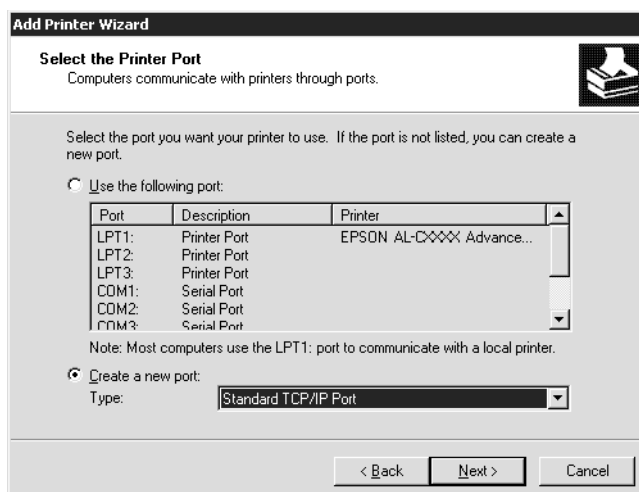 Add Printer Wizard
Select the Printer Port
Computers communicate with printers through ports.
Select the port you want your printer to use. If the port is not listed, you can create a
new port.
Use the following port:
Port Description Printer
LPT1: Printer Port EPSON AL-CXXXX Advance...
LPT2: Printer Port
LPT3: Printer Port
COM1: Serial Port
COM2: Serial Port
COM3: Serial Port
Note: Most computers use the LPT1: port to communicate with a local printer.
Create a new port:
Type: Standard TCP/IP Port
< Back Next > Cancel